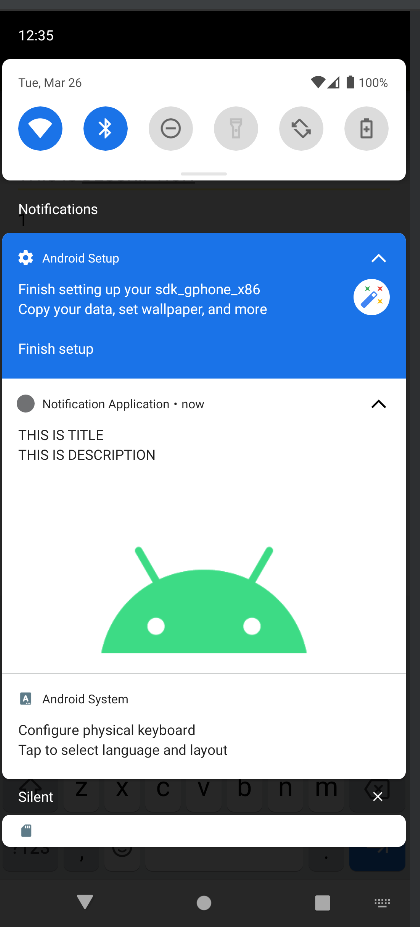 12:35
Tue, Mar 26
100%
Notifications
Android Setup
Finish setting up your sdk_gphone_x86
Copy your data, set wallpaper, and more
Finish setup
Notification Application • now
THIS IS TITLE
THIS IS DESCRIPTION
A
Android System
Configure physical keyboard
Tap to select language and layout
z x c v b n m
Silent
?123 , .